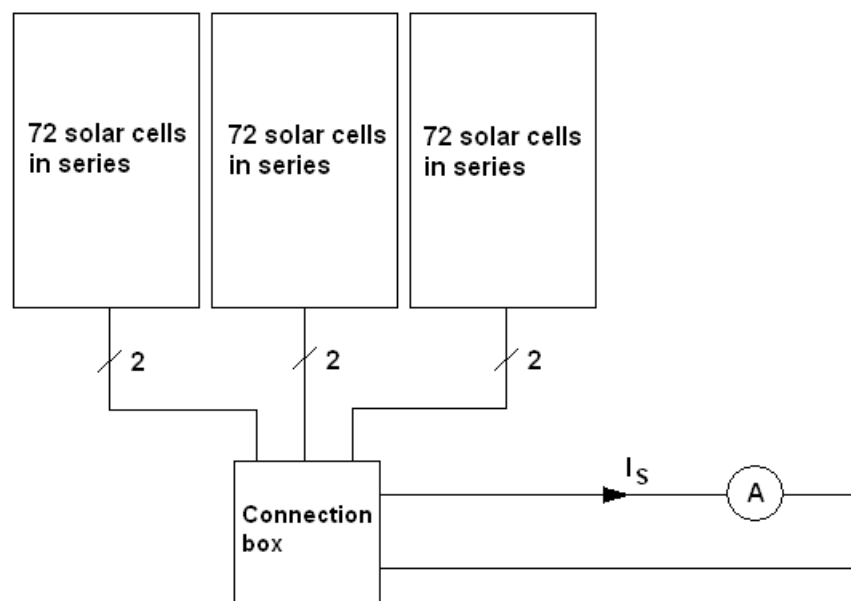 72 solar cells
in series
72 solar cells
in series
72 solar cells
in series
2
2
2
I_S
A
Connection
box